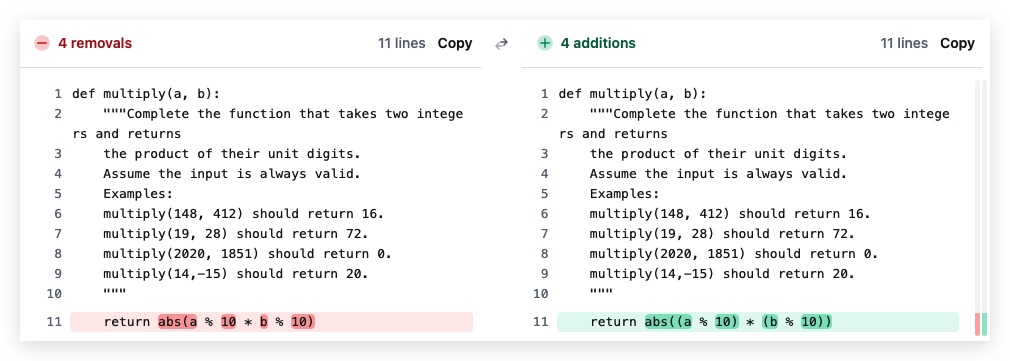 4 removals
11 lines Copy
4 additions
11 lines Copy
1 def multiply(a, b):
2 """Complete the function that takes two intege
rs and returns
3 the product of their unit digits.
4 Assume the input is always valid.
5 Examples:
6 multiply(148, 412) should return 16.
7 multiply(19, 28) should return 72.
8 multiply(2020, 1851) should return 0.
9 multiply(14,-15) should return 20.
10 """
11 return abs(a % 10 * b % 10)
1 def multiply(a, b):
2 """Complete the function that takes two intege
rs and returns
3 the product of their unit digits.
4 Assume the input is always valid.
5 Examples:
6 multiply(148, 412) should return 16.
7 multiply(19, 28) should return 72.
8 multiply(2020, 1851) should return 0.
9 multiply(14,-15) should return 20.
10 """
11 return abs((a % 10) * (b % 10))